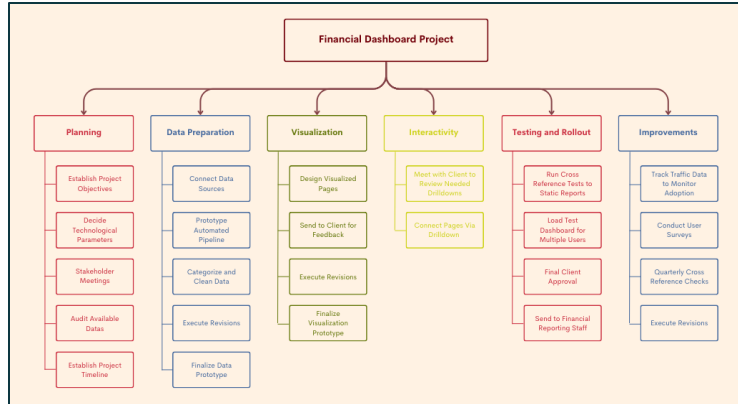 Financial Dashboard Project
Planning
Establish Project
Objectives
Decide
Technological
Parameters
Stakeholder
Meetings
Audit Available
Datas
Establish Project
Timeline
Data Preparation
Connect Data
Sources
Prototype
Automated
Pipeline
Categorize and
Clean Data
Execute Revisions
Finalize Data
Prototype
Visualization
Design Visualized
Pages
Send to Client for
Feedback
Execute Revisions
Finalize
Visualization
Prototype
Interactivity
Meet with Client to
Review Needed
Drilldowns
Connect Pages Via
Drilldown
Testing and Rollout
Run Cross
Reference Tests to
Static Reports
Load Test
Dashboard for
Multiple Users
Final Client
Approval
Send to Financial
Reporting Staff
Improvements
Track Traffic Data
to Monitor
Adoption
Conduct User
Surveys
Quarterly Cross
Reference Checks
Execute Revisions